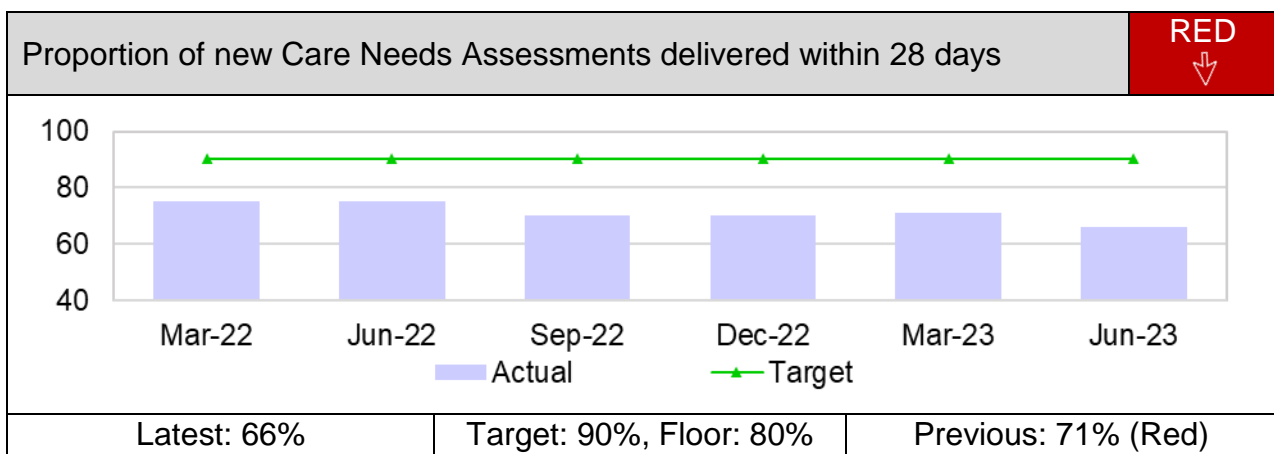 Proportion of new Care Needs Assessments delivered within 28 days
RED
100
80
60
40
Mar-22 Jun-22 Sep-22 Dec-22 Mar-23 Jun-23
Actual Target
Latest: 66% Target: 90%, Floor: 80% Previous: 71% (Red)